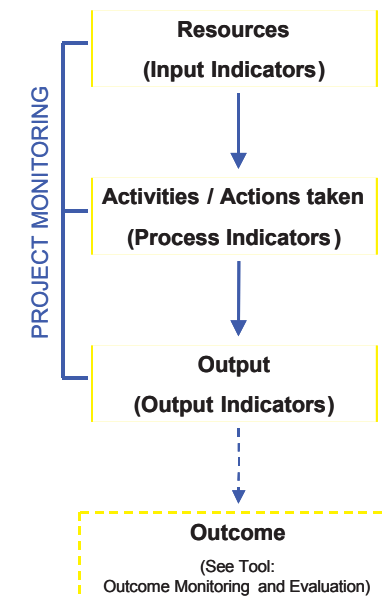 PROJECT MONITORING
Resources
(Input Indicators)
Activities / Actions taken
(Process Indicators)
Output
(Output Indicators)
Outcome
(See Tool:
Outcome Monitoring and Evaluation)